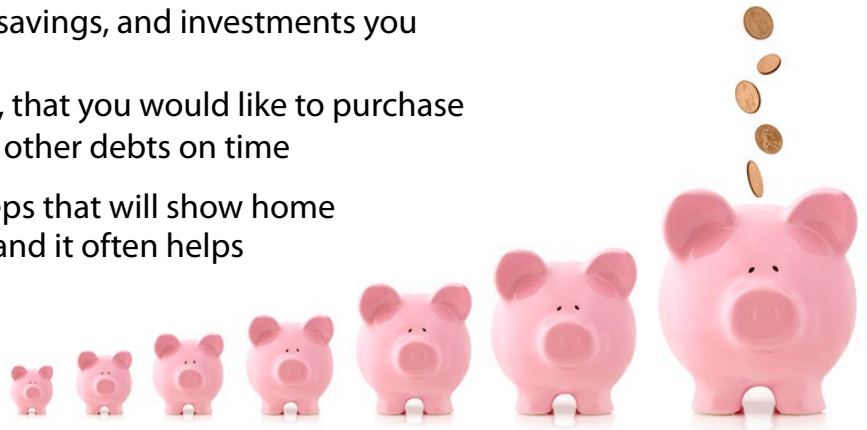 savings, and investments you
, that you would like to purchase
other debts on time
eps that will show home
and it often helps